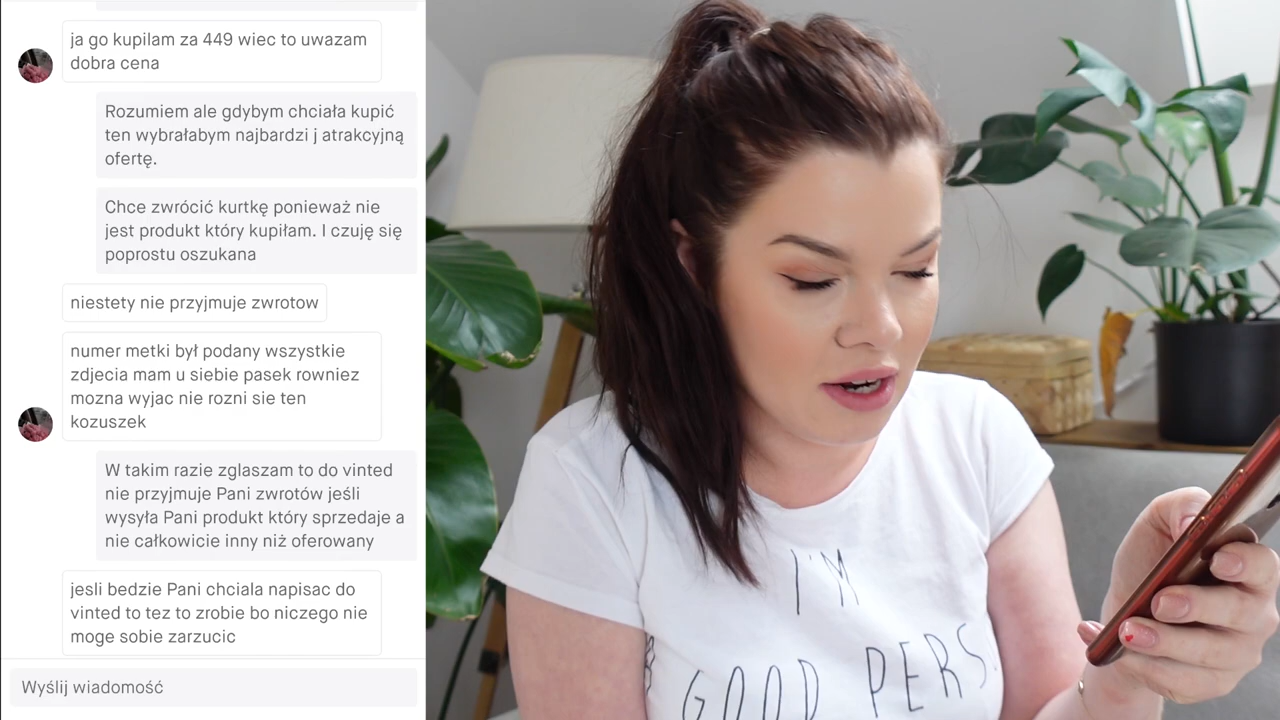 ja go kupilam za 449 wiec to uwazam
dobra cena
Rozumiem ale gdybym chciała kupić
ten wybrałabym najbardzi j atrakcyjną
ofertę.
Chce zwrócić kurtkę ponieważ nie
jest produkt który kupiłam. I czuję się
poprostu oszukana
niestety nie przyjmuje zwrotow
numer metki był podany wszystkie
zdjecia mam u siebie pasek rowniez
mozna wyjac nie rozni sie ten
kozuszek
W takim razie zglaszam to do vinted
nie przyjmuje Pani zwrotów jeśli
wysyła Pani produkt który sprzedaje a
nie całkowicie inny niż oferowany
jesli bedzie Pani chciala napisac do
vinted to tez to zrobie bo niczego nie
moge sobie zarzucic
Wyślij wiadomość
I'M
GOOD PERS